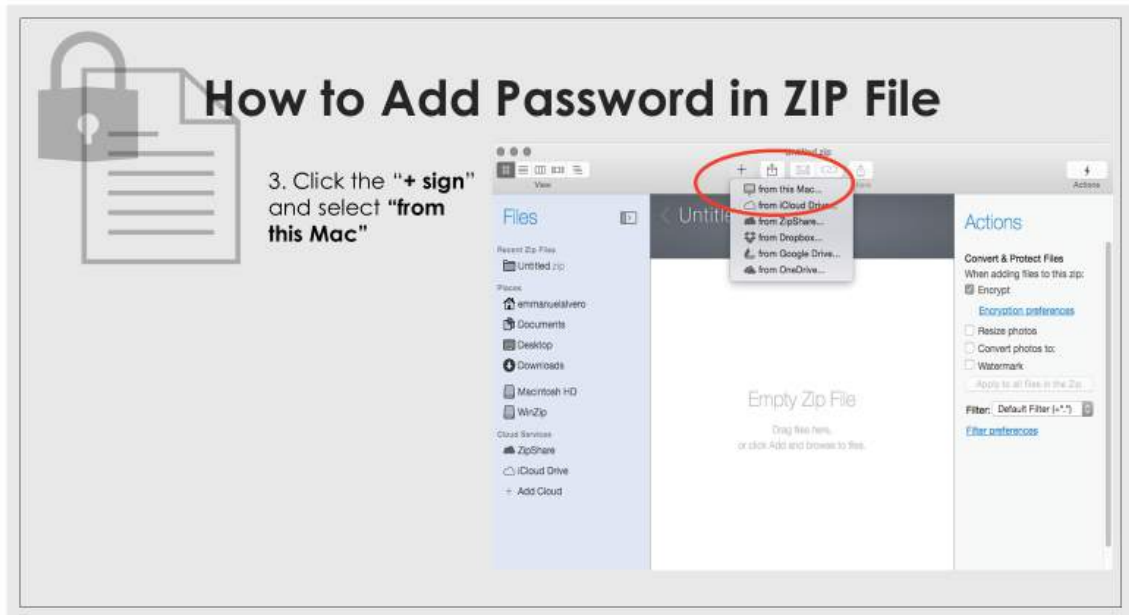 How to Add Password in ZIP File
3. Click the "+ sign"
and select "from
this Mac"
Untitled.zip
View
Actions
+
from this Mac...
from iCloud Drive...
from ZipShare...
from Dropbox...
from Google Drive...
from OneDrive...
Files
Recent Zip Files
Untitled.zip
Places
emmanuelalvero
Documents
Desktop
Downloads
Macintosh HD
WinZip
Cloud Services
ZipShare
iCloud Drive
+ Add Cloud
< Untitle
Empty Zip File
Drag files here,
or click Add and browse to files.
Actions
Convert & Protect Files
When adding files to this zip:
Encrypt
Encryption preferences
Resize photos
Convert photos to:
Watermark
Apply to all files in the Zip
Filter: Default Filter (+*.*)
Filter preferences